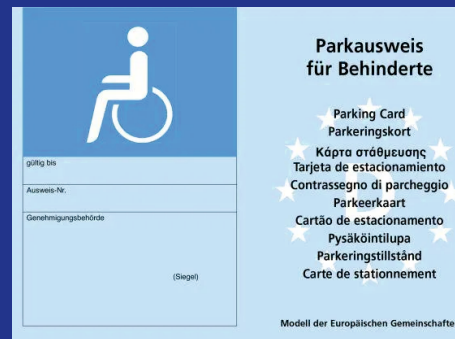 gültig bis
Ausweis-Nr.
Genehmigungsbehörde
(Siegel)
Parkausweis
für Behinderte
Parking Card
Parkeringskort
Κάρτα στάθμευσης
Tarjeta de estacionamiento
Contrassegno di parcheggio
Parkeerkaart
Cartão de estacionamento
Pysäköintilupa
Parkeringstillstånd
Carte de stationnement
D
Modell der Europäischen Gemeinschafte